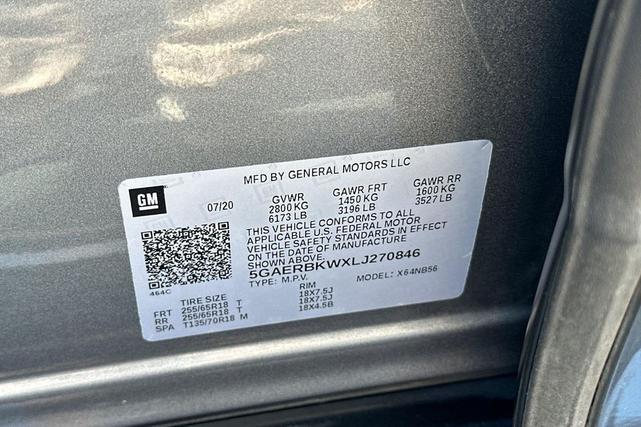 MFD BY GENERAL MOTORS LLC
GM
07/20
GVWR GAWR FRT GAWR RR
2800 KG 1450 KG 1600 KG
6173 LB 3196 LB 3527 LB
THIS VEHICLE CONFORMS TO ALL
APPLICABLE U.S. FEDERAL MOTOR
VEHICLE SAFETY STANDARDS IN EFFECT
ON THE DATE OF MANUFACTURE
SHOWN ABOVE.
5GAERBKWXLJ270846
TYPE: M.P.V. MODEL: X64NB56
464C
TIRE SIZE RIM
FRT 255/65R18 T 18X7.5J
RR 255/65R18 T 18X7.5J
SPA T135/70R18 M 18X4.5B